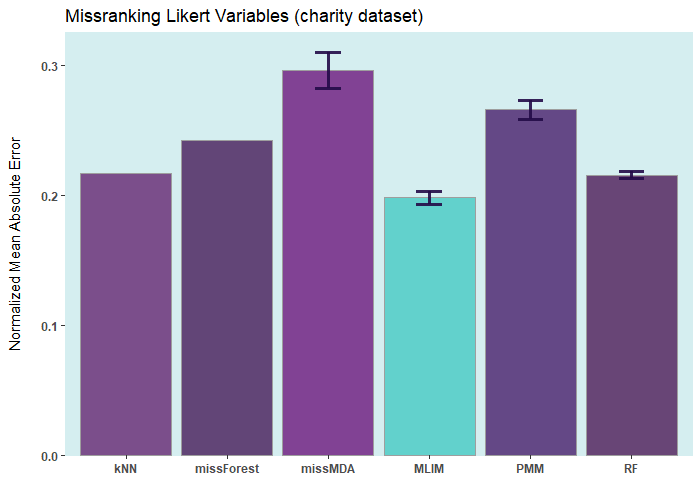 Missranking Likert Variables (charity dataset)
Normalized Mean Absolute Error
0.3
0.2
0.1
0.0
kNN missForest missMDA MLIM PMM RF